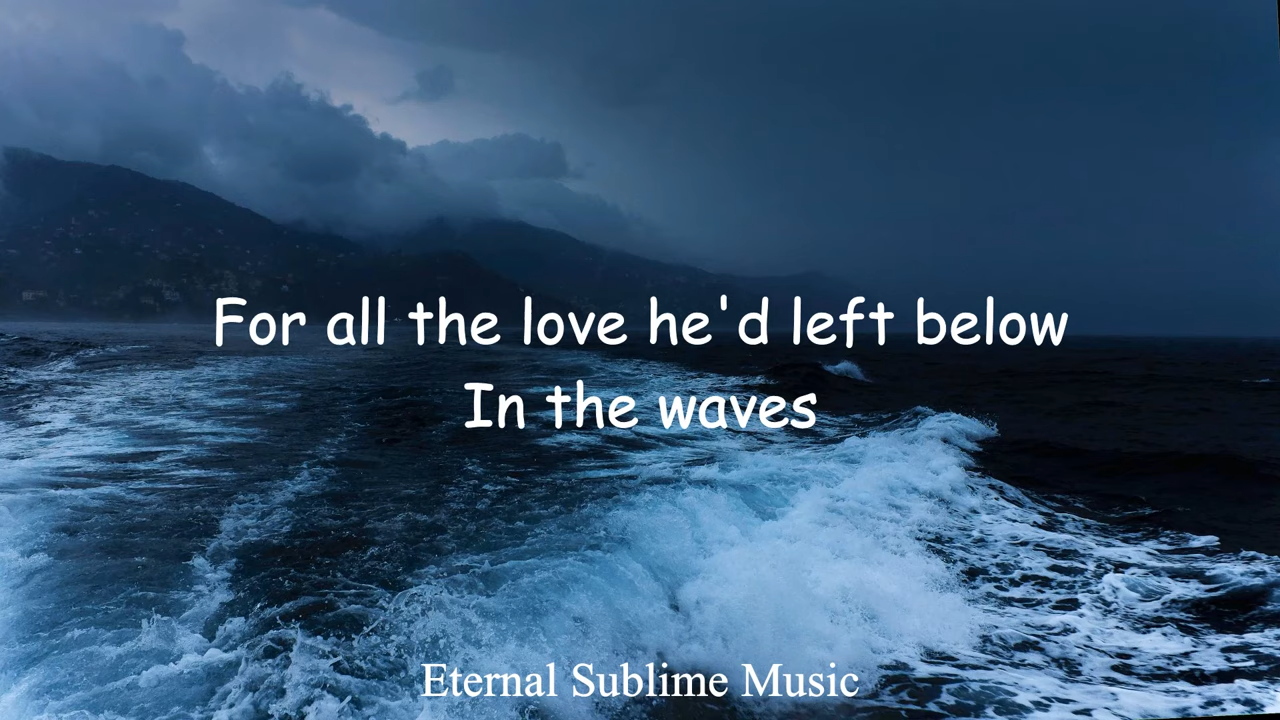 For all the love he'd left below
In the waves
Eternal Sublime Music